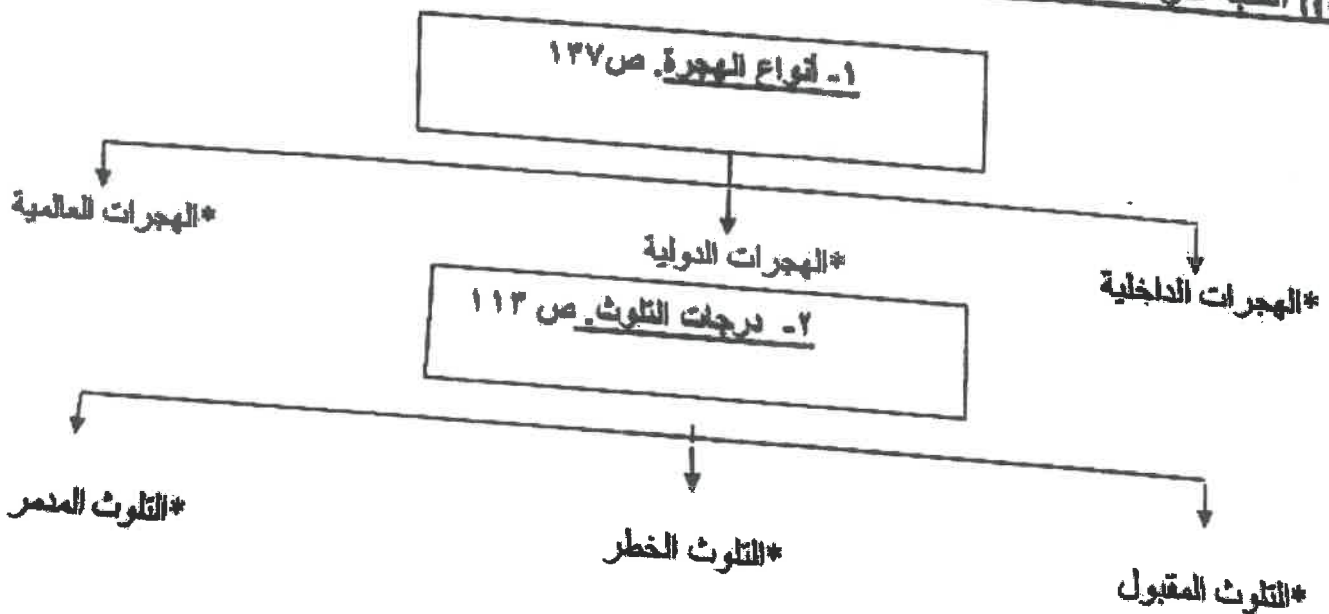 ١- أنواع الهجرة. ص١٣٧
*الهجرات الداخلية
*الهجرات الدولية
*الهجرات العالمية
٢- درجات التلوث. ص ١١٣
*التلوث المقبول
*التلوث الخطر
*التلوث المدمر